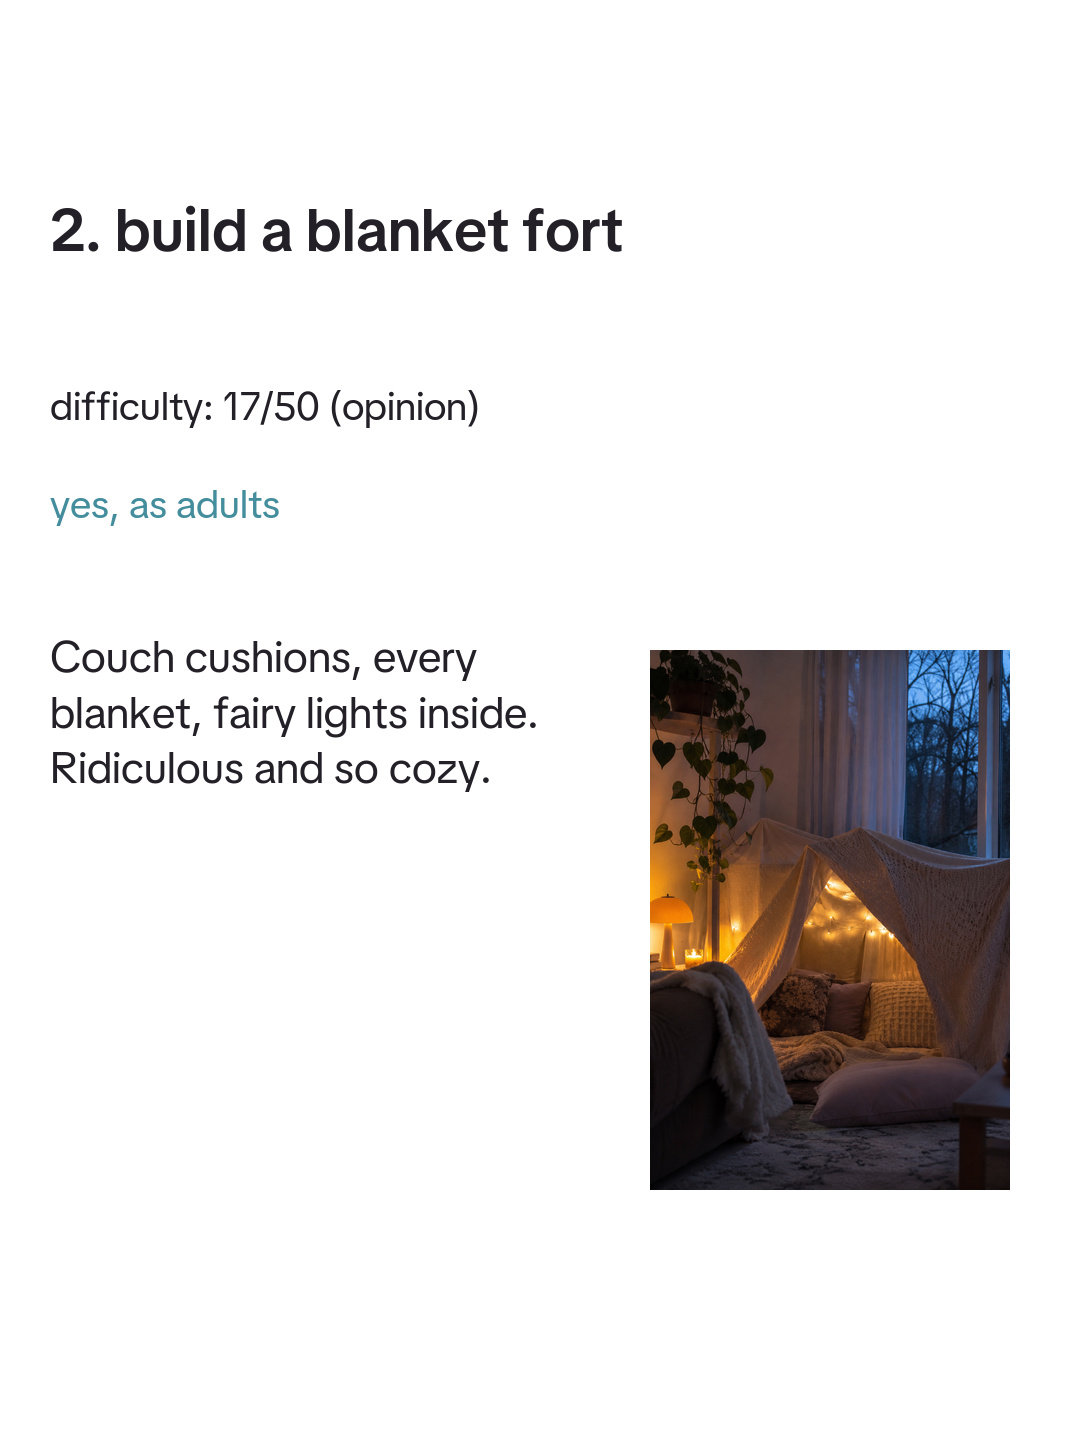 2. build a blanket fort
difficulty: 17/50 (opinion)
yes, as adults
Couch cushions, every
blanket, fairy lights inside.
Ridiculous and so cozy.